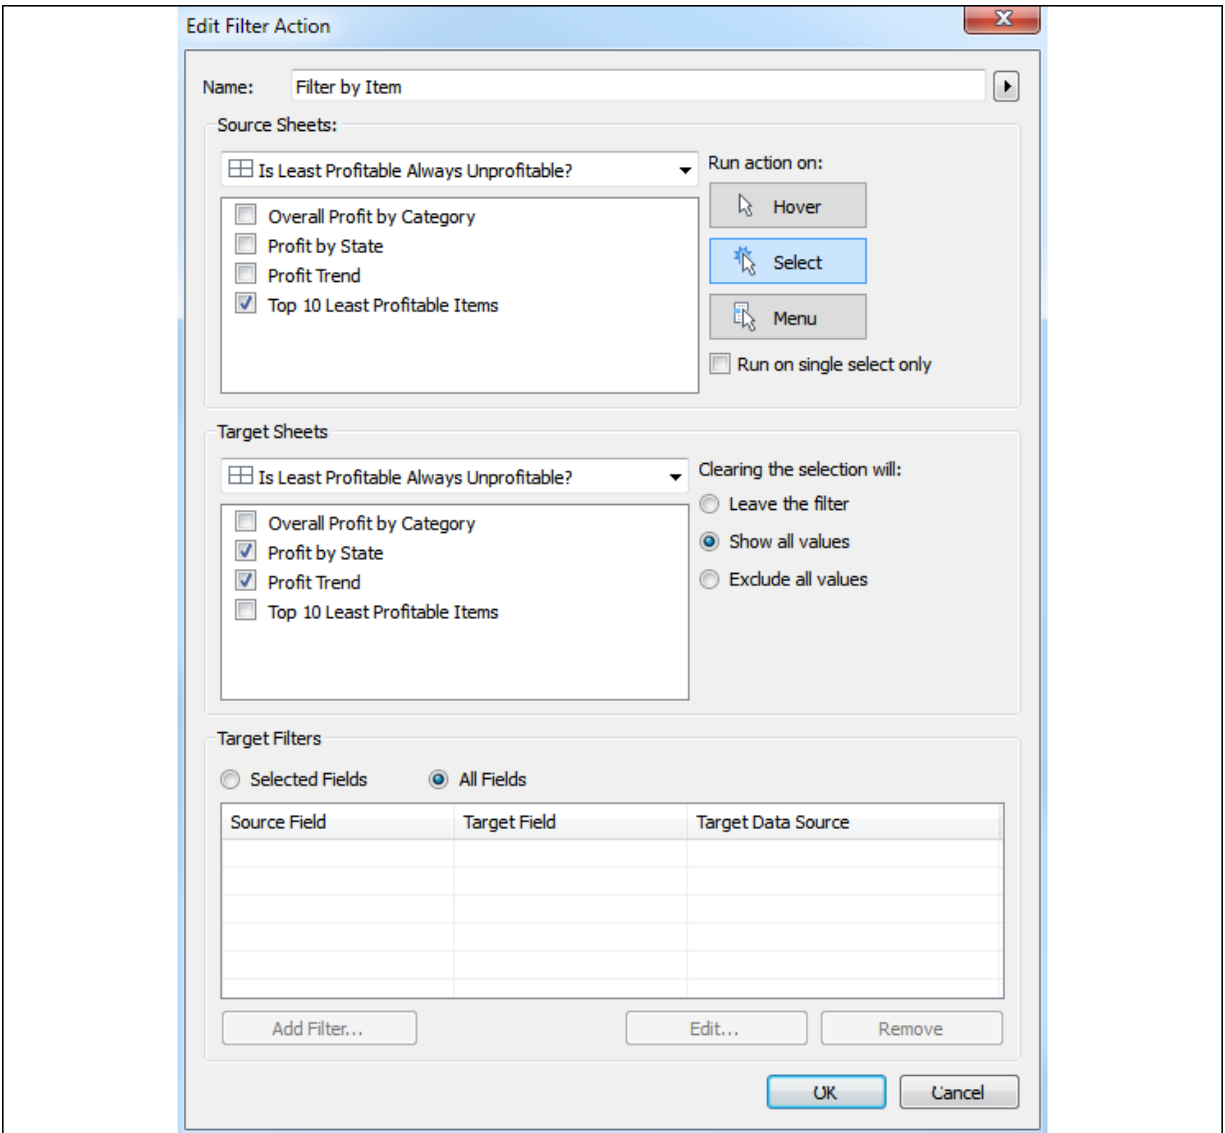 Edit Filter Action
Name: Filter by Item
Source Sheets:
Is Least Profitable Always Unprofitable?
Overall Profit by Category
Profit by State
Profit Trend
Top 10 Least Profitable Items
Run action on:
Hover
Select
Menu
Run on single select only
Target Sheets
Is Least Profitable Always Unprofitable?
Overall Profit by Category
Profit by State
Profit Trend
Top 10 Least Profitable Items
Clearing the selection will:
Leave the filter
Show all values
Exclude all values
Target Filters
Selected Fields All Fields
Source Field Target Field Target Data Source
Add Filter... Edit... Remove
OK Cancel